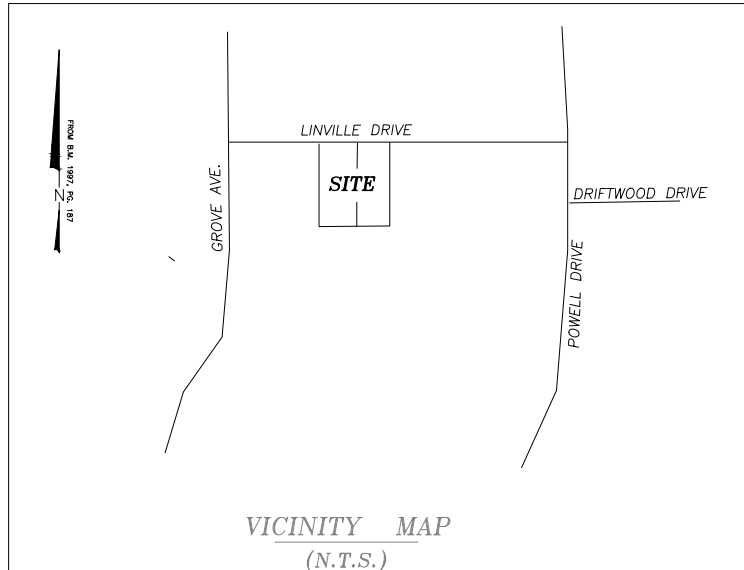 LINVILLE DRIVE
FROM B.M. 1997, PG. 187
N
GROVE AVE.
SITE
DRIFTWOOD DRIVE
POWELL DRIVE
VICINITY MAP
(N.T.S.)